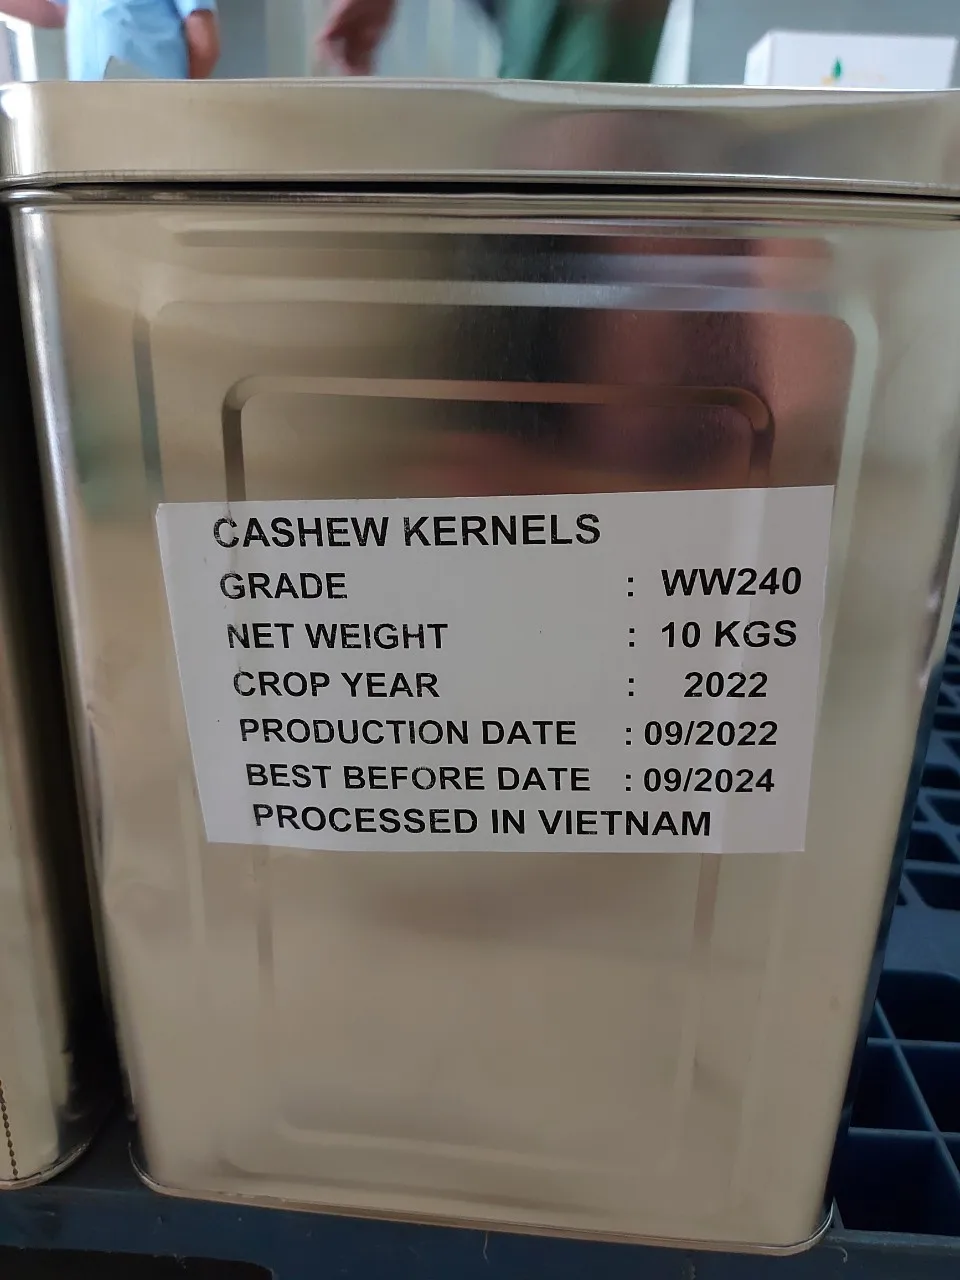 CASHEW KERNELS
GRADE : WW240
NET WEIGHT : 10 KGS
CROP YEAR : 2022
PRODUCTION DATE : 09/2022
BEST BEFORE DATE : 09/2024
PROCESSED IN VIETNAM